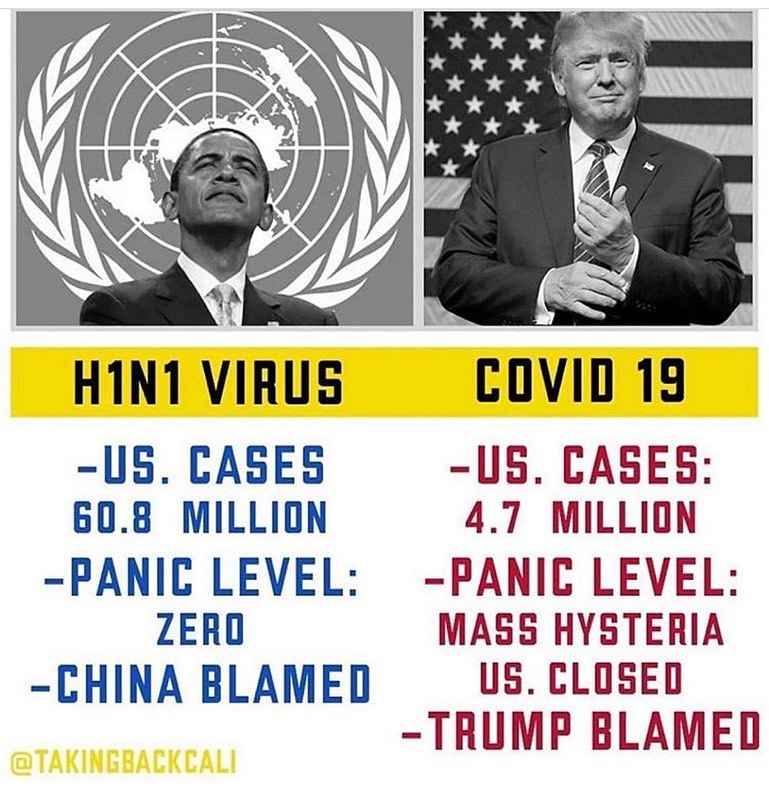 H1N1 VIRUS
-US. CASES
60.8 MILLION
-PANIC LEVEL:
ZERO
-CHINA BLAMED
@TAKINGBACKCALI
COVID 19
-US. CASES:
4.7 MILLION
-PANIC LEVEL:
MASS HYSTERIA
US. CLOSED
-TRUMP BLAMED